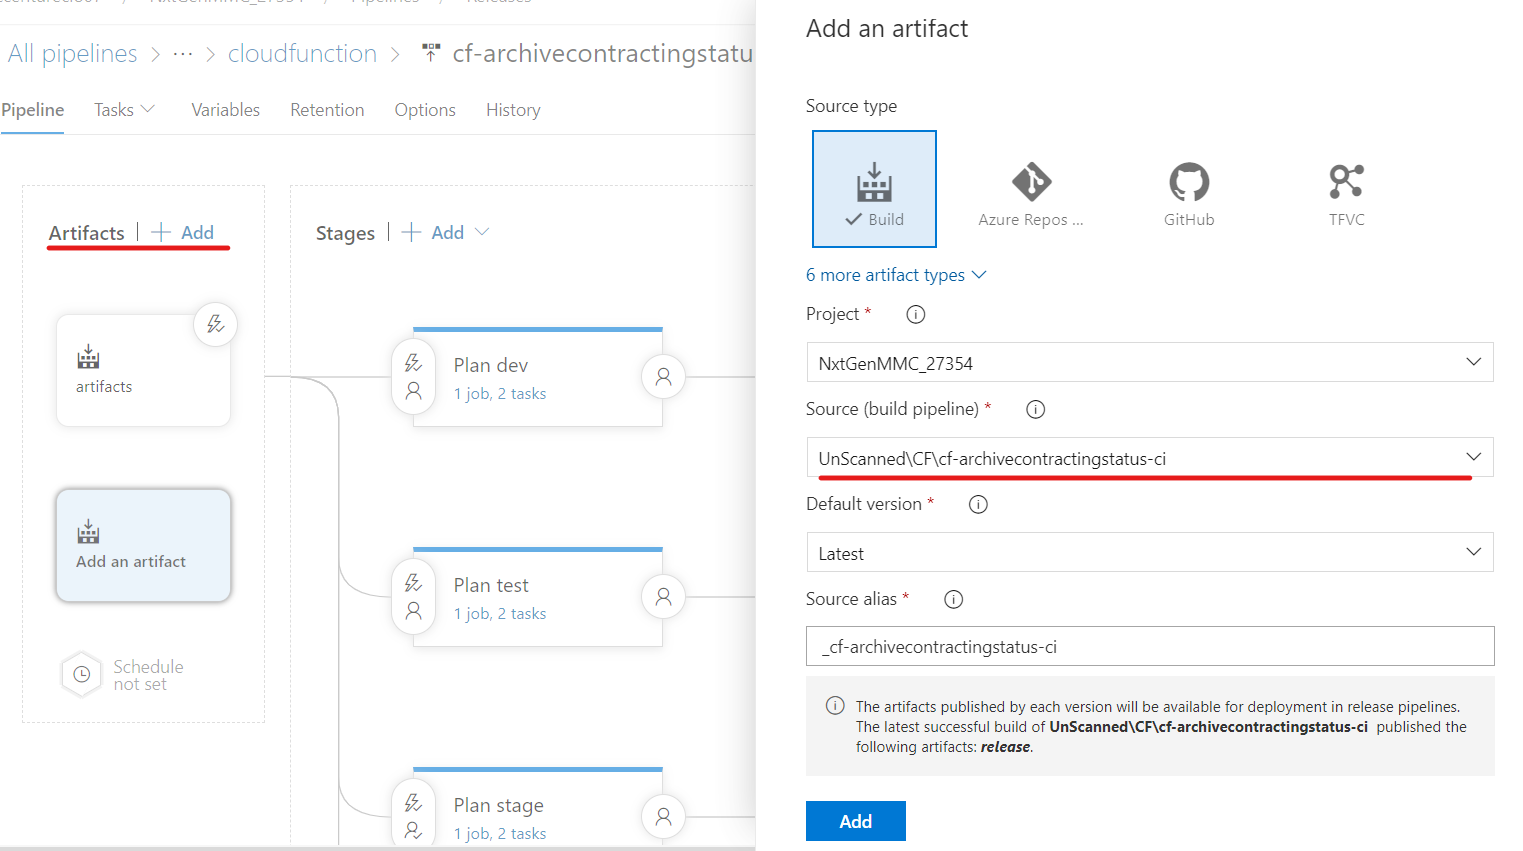 NxtGenMMC_27354 / Pipelines / Releases
All pipelines > ··· > cloudfunction > cf-archivecontractingstatu
Pipeline Tasks Variables Retention Options History
Artifacts | + Add
Stages | + Add
artifacts
Add an artifact
Schedule
not set
Plan dev
1 job, 2 tasks
Plan test
1 job, 2 tasks
Plan stage
1 job, 2 tasks
Add an artifact
Source type
Build
Azure Repos ...
GitHub
TFVC
6 more artifact types
Project *
NxtGenMMC_27354
Source (build pipeline) *
UnScanned\CF\cf-archivecontractingstatus-ci
Default version *
Latest
Source alias *
_cf-archivecontractingstatus-ci
The artifacts published by each version will be available for deployment in release pipelines.
The latest successful build of UnScanned\CF\cf-archivecontractingstatus-ci published the
following artifacts: release.
Add